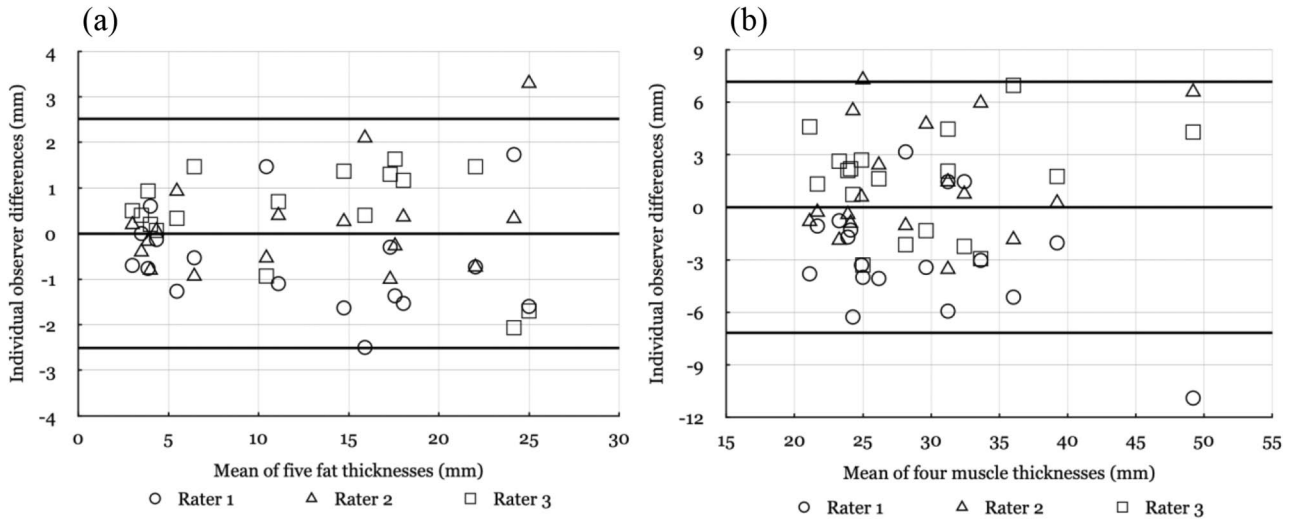 (a)
Individual observer differences (mm)
4
3
2
1
0
-1
-2
-3
-4
0 5 10 15 20 25 30
Mean of five fat thicknesses (mm)
Rater 1 Rater 2 Rater 3
(b)
Individual observer differences (mm)
9
6
3
0
-3
-6
-9
-12
15 20 25 30 35 40 45 50 55
Mean of four muscle thicknesses (mm)
Rater 1 Rater 2 Rater 3